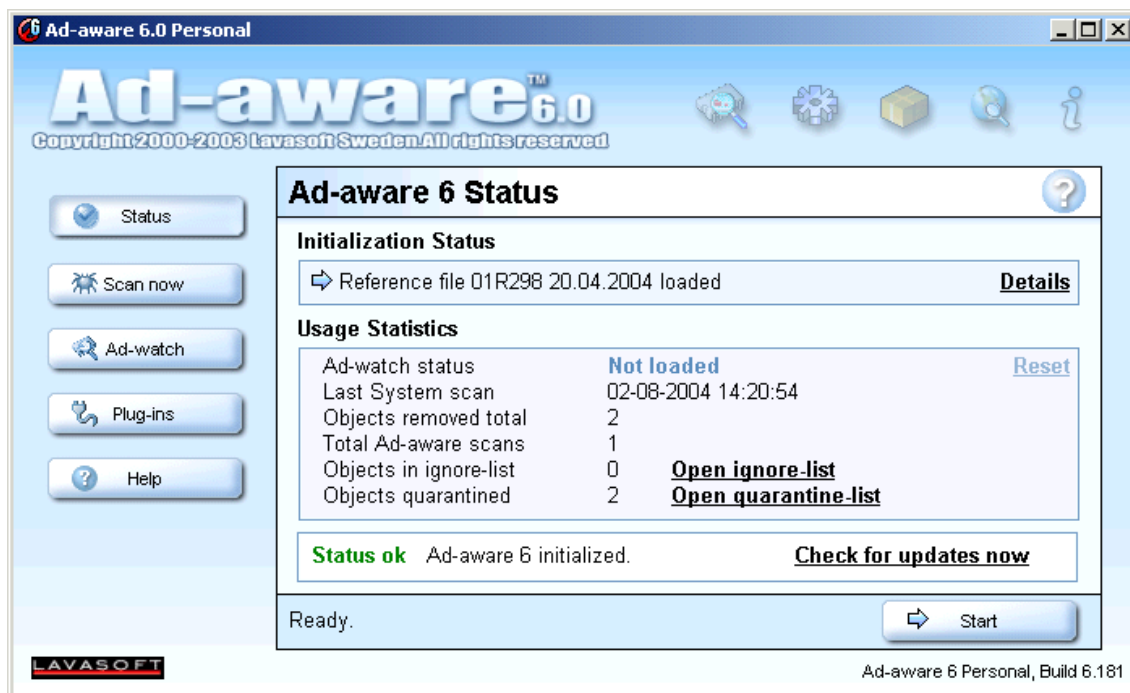 Ad-aware 6.0 Personal
Ad-aware 6.0 ™
Copyright 2000-2003 Lavasoft Sweden.All rights reserved
Status
Scan now
Ad-watch
Plug-ins
Help
Ad-aware 6 Status
Initialization Status
Reference file 01R298 20.04.2004 loaded Details
Usage Statistics
Ad-watch status Not loaded Reset
Last System scan 02-08-2004 14:20:54
Objects removed total 2
Total Ad-aware scans 1
Objects in ignore-list 0 Open ignore-list
Objects quarantined 2 Open quarantine-list
Status ok Ad-aware 6 initialized. Check for updates now
Ready. Start
LAVASOFT
Ad-aware 6 Personal, Build 6.181